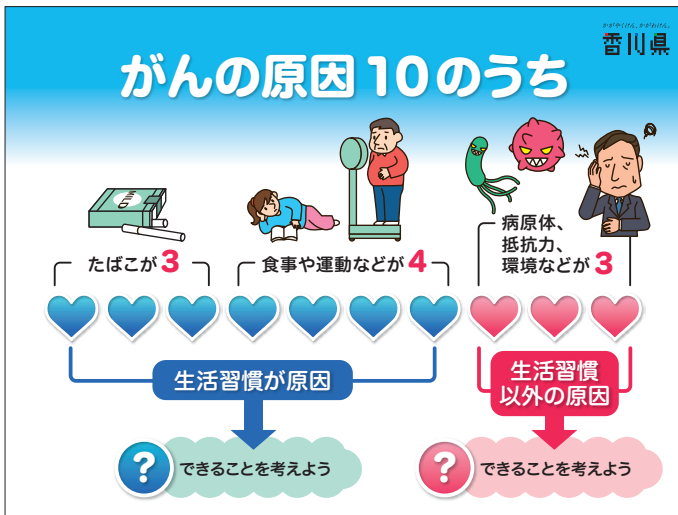 かがやくけん、かがわけん。
香川県
がんの原因10のうち
たばこが3
食事や運動などが4
病原体、
抵抗力、
環境などが3
生活習慣が原因
生活習慣
以外の原因
?
できることを考えよう
?
できることを考えよう